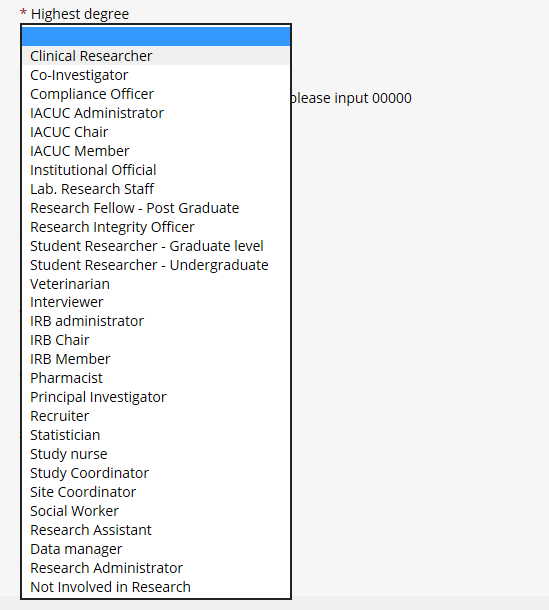 * Highest degree
Clinical Researcher
Co-Investigator
Compliance Officer
please input 00000
IACUC Administrator
IACUC Chair
IACUC Member
Institutional Official
Lab. Research Staff
Research Fellow - Post Graduate
Research Integrity Officer
Student Researcher - Graduate level
Student Researcher - Undergraduate
Veterinarian
Interviewer
IRB administrator
IRB Chair
IRB Member
Pharmacist
Principal Investigator
Recruiter
Statistician
Study nurse
Study Coordinator
Site Coordinator
Social Worker
Research Assistant
Data manager
Research Administrator
Not Involved in Research